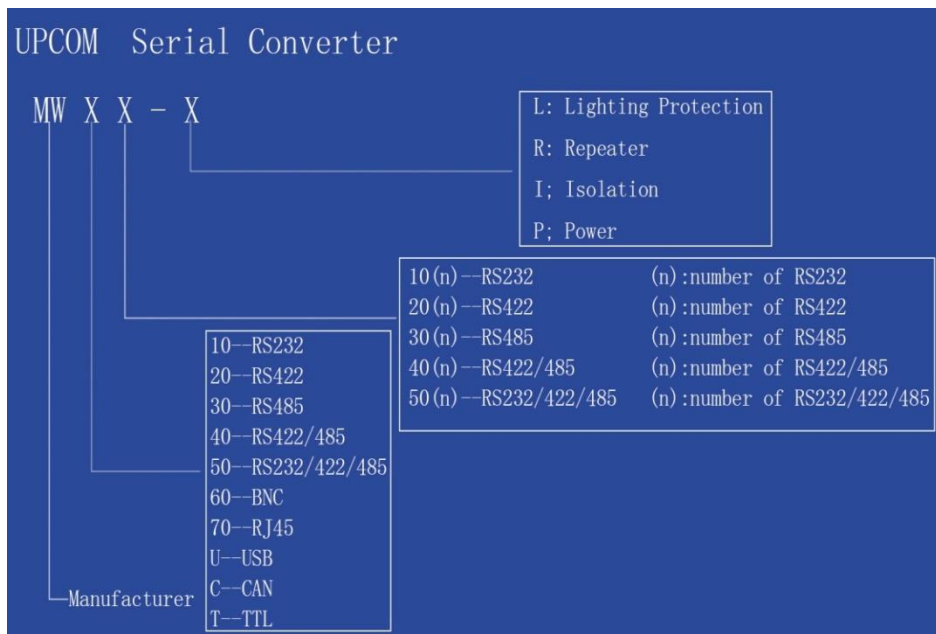 UPCOM Serial Converter
MW X X - X
L: Lighting Protection
R: Repeater
I; Isolation
P; Power
10(n)--RS232 (n):number of RS232
20(n)--RS422 (n):number of RS422
30(n)--RS485 (n):number of RS485
40(n)--RS422/485 (n):number of RS422/485
50(n)--RS232/422/485 (n):number of RS232/422/485
10--RS232
20--RS422
30--RS485
40--RS422/485
50--RS232/422/485
60--BNC
70--RJ45
U--USB
C--CAN
T--TTL
Manufacturer